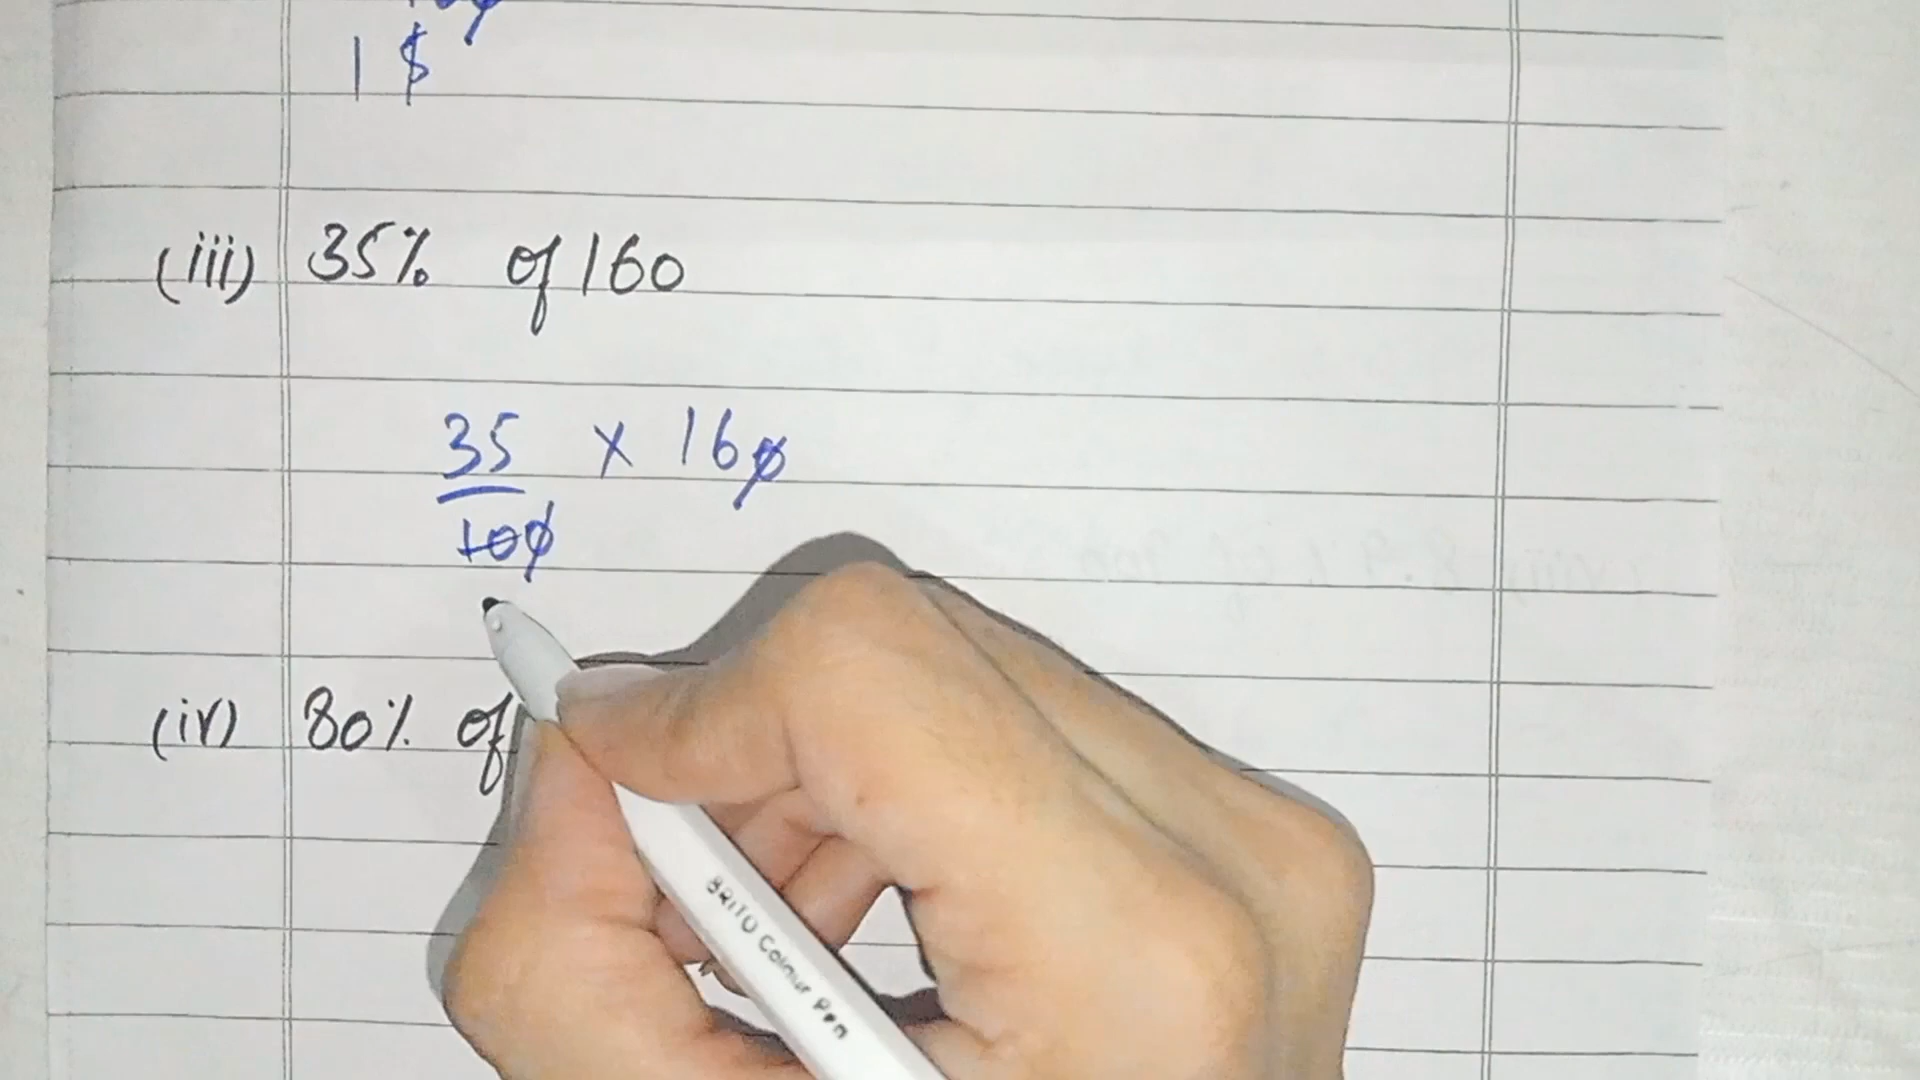 1 $
(iii) 35% of 160
35 × 160
100
(iv) 80% of
BRITO Colour Pen